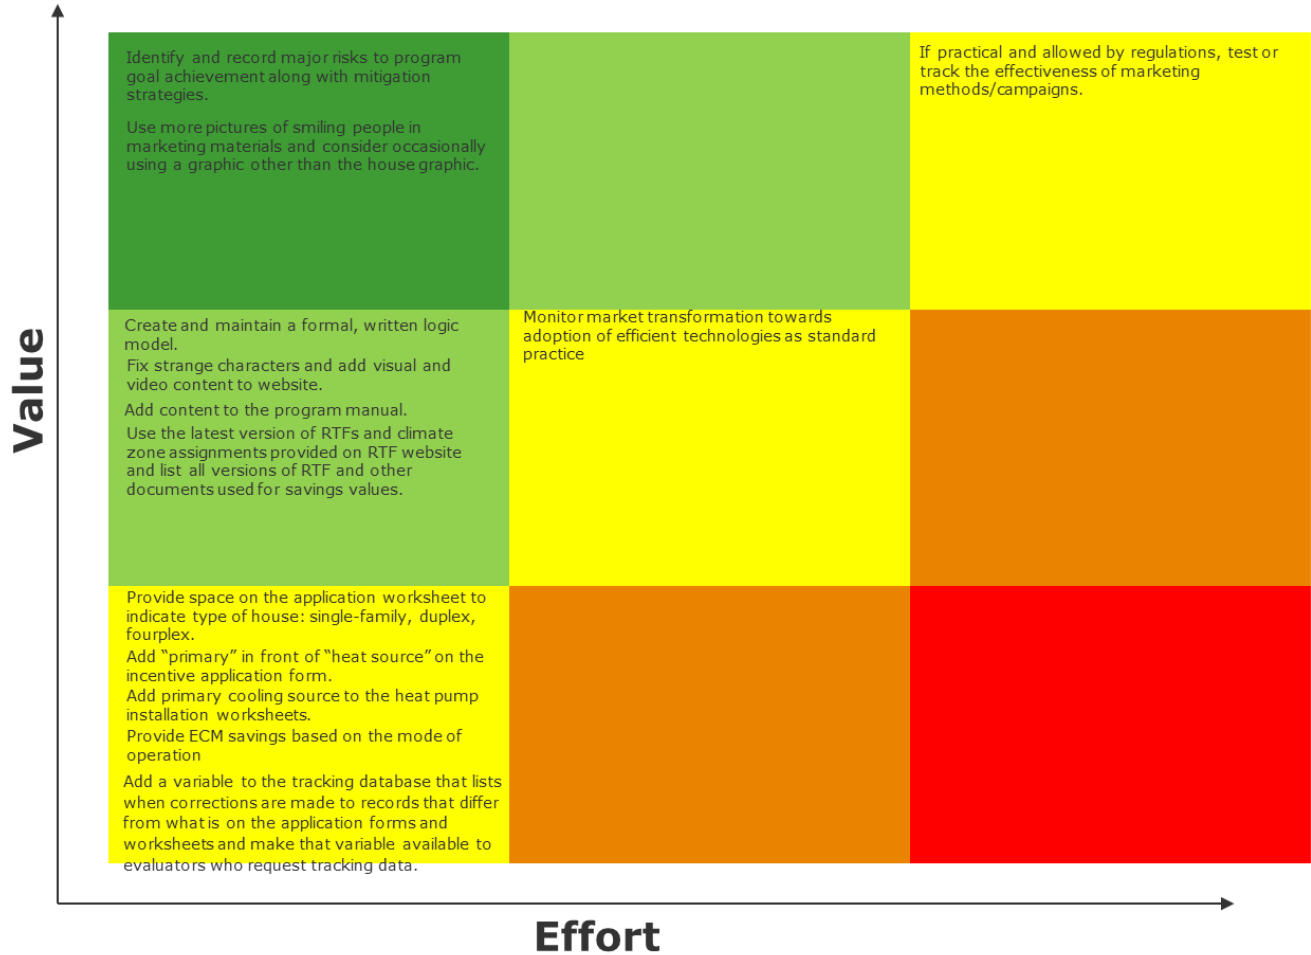 Identify and record major risks to program
goal achievement along with mitigation
strategies.
Use more pictures of smiling people in
marketing materials and consider occasionally
using a graphic other than the house graphic.
If practical and allowed by regulations, test or
track the effectiveness of marketing
methods/campaigns.
Create and maintain a formal, written logic
model.
Fix strange characters and add visual and
video content to website.
Add content to the program manual.
Use the latest version of RTFs and climate
zone assignments provided on RTF website
and list all versions of RTF and other
documents used for savings values.
Monitor market transformation towards
adoption of efficient technologies as standard
practice
Provide space on the application worksheet to
indicate type of house: single-family, duplex,
fourplex.
Add “primary” in front of “heat source” on the
incentive application form.
Add primary cooling source to the heat pump
installation worksheets.
Provide ECM savings based on the mode of
operation
Add a variable to the tracking database that lists
when corrections are made to records that differ
from what is on the application forms and
worksheets and make that variable available to
evaluators who request tracking data.
Value
Effort